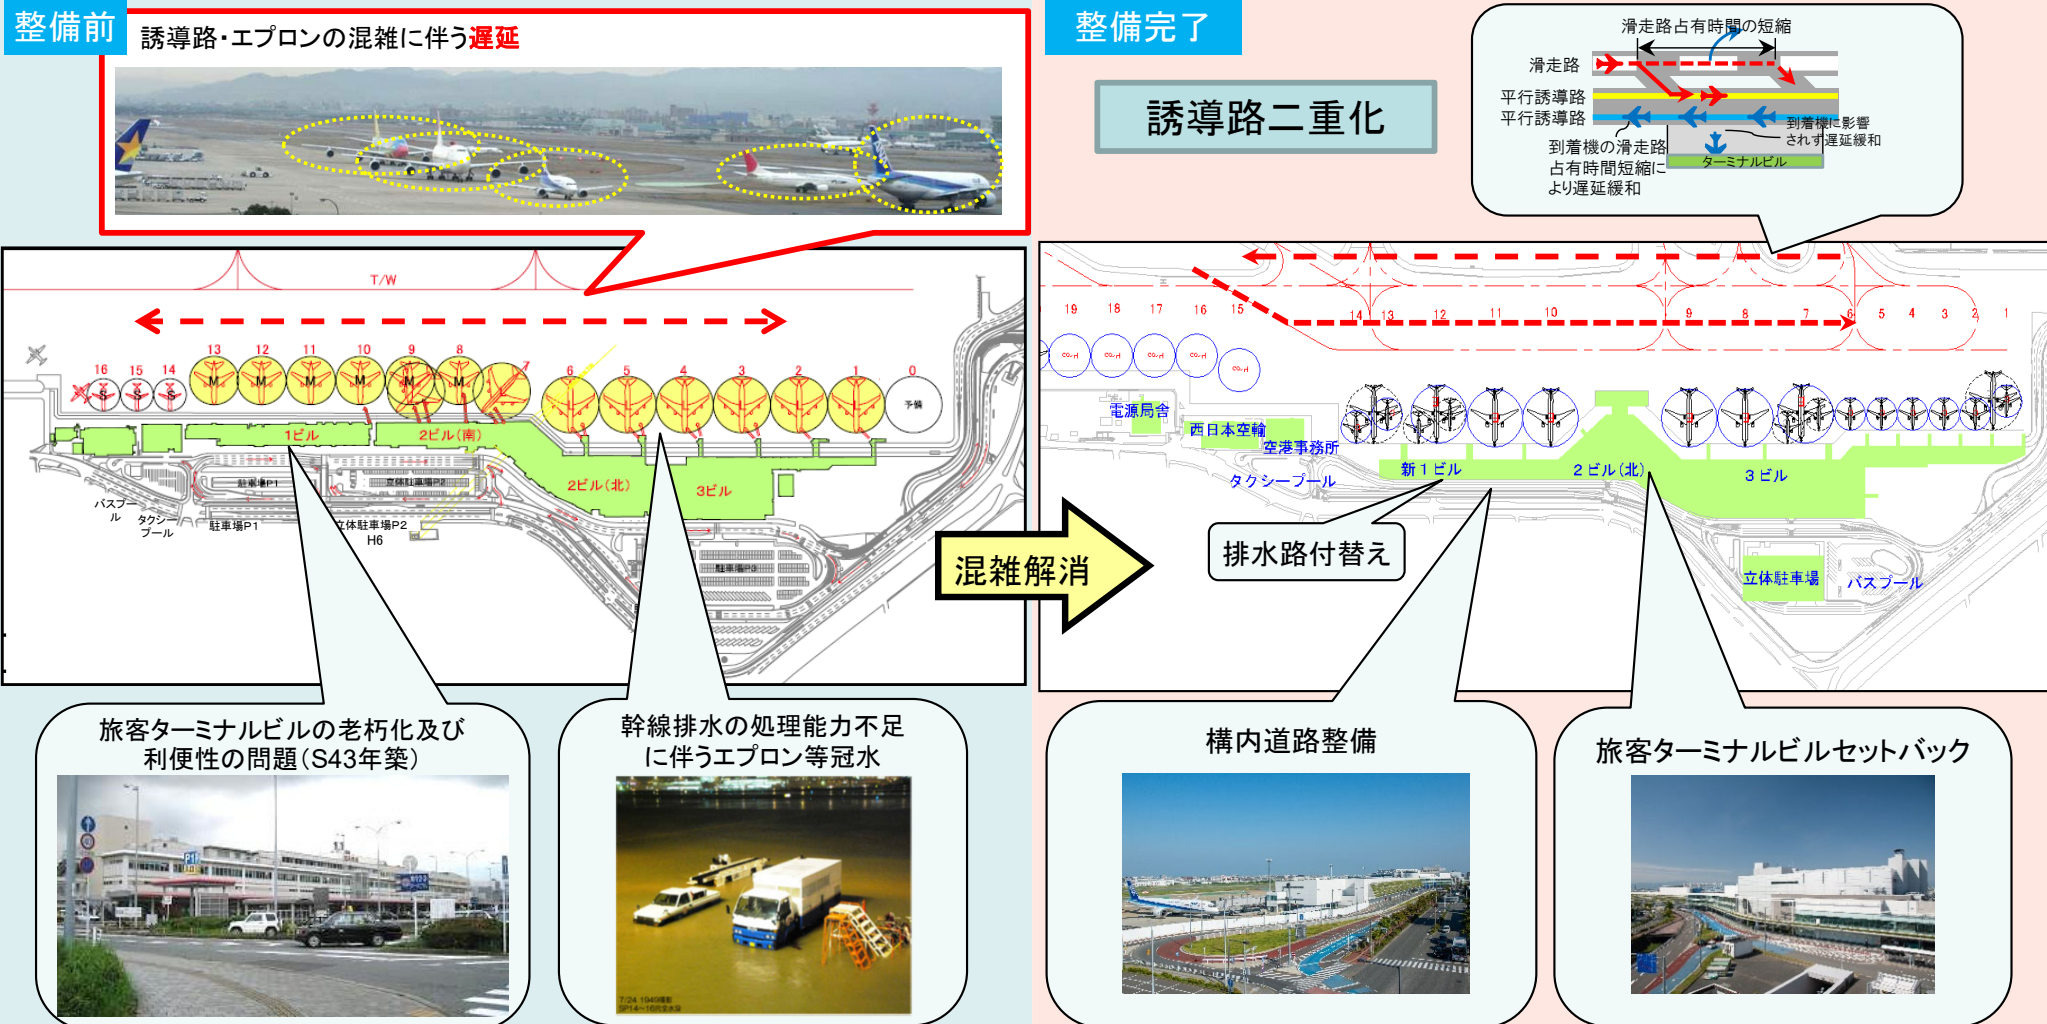 整備前
誘導路・エプロンの混雑に伴う遅延
T/W
16
15
14
13
12
11
10
9
8
7
6
5
4
3
2
1
0
S
S
S
M
M
M
M
M
M
予備
1ビル
2ビル(南)
2ビル(北)
3ビル
駐車場P1
立体駐車場P2
バスプー
ル
タクシー
プール
駐車場P1
立体駐車場P2
H6
駐車場P3
旅客ターミナルビルの老朽化及び
利便性の問題(S43年築)
P1
幹線排水の処理能力不足
に伴うエプロン等冠水
7/24 1949撮影
混雑解消
整備完了
誘導路二重化
滑走路占有時間の短縮
滑走路
平行誘導路
平行誘導路
到着機に影響
されず遅延緩和
到着機の滑走路
占有時間短縮に
より遅延緩和
ターミナルビル
19
18
17
16
15
14
13
12
11
10
9
8
7
6
5
4
3
2
1
電源局舎
西日本空輸
空港事務所
タクシープール
新1ビル
2ビル(北)
3ビル
立体駐車場
バスプール
排水路付替え
構内道路整備
旅客ターミナルビルセットバック